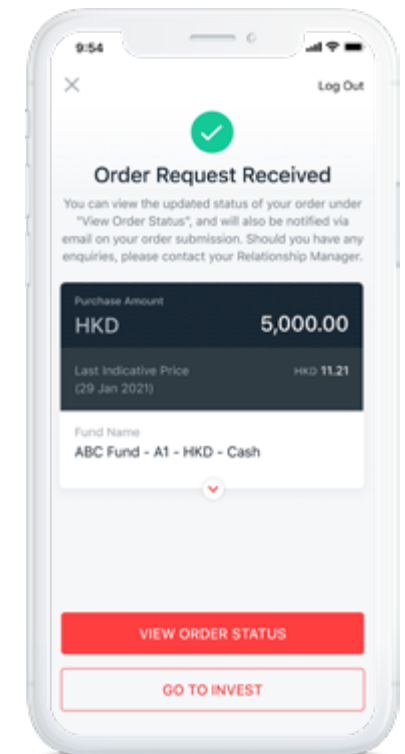 9:54
Log Out
Order Request Received
You can view the updated status of your order under
"View Order Status", and will also be notified via
email on your order submission. Should you have any
enquiries, please contact your Relationship Manager.
Purchase Amount
HKD 5,000.00
Last Indicative Price HKD 11.21
(29 Jan 2021)
Fund Name
ABC Fund - A1 - HKD - Cash
VIEW ORDER STATUS
GO TO INVEST